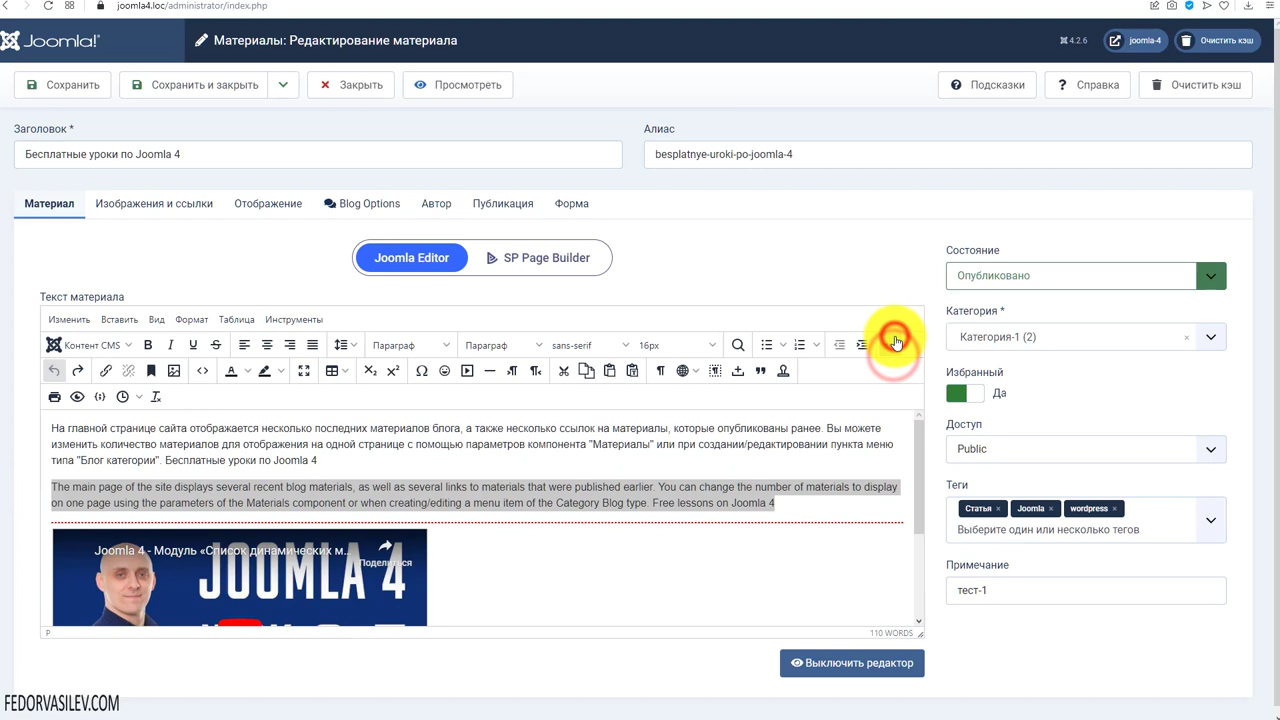 joomla4.loc/administrator/index.php
Joomla!
Материалы: Редактирование материала
4.2.6
joomla-4
Очистить кэш
Сохранить
Сохранить и закрыть
Закрыть
Просмотреть
Подсказки
Справка
Очистить кэш
Заголовок *
Алиас
Бесплатные уроки по Joomla 4
besplatnye-uroki-po-joomla-4
Материал
Изображения и ссылки
Отображение
Blog Options
Автор
Публикация
Форма
Joomla Editor
SP Page Builder
Текст материала
Изменить
Вставить
Вид
Формат
Таблица
Инструменты
Контент CMS
Параграф
Параграф
sans-serif
16px
На главной странице сайта отображается несколько последних материалов блога, а также несколько ссылок на материалы, которые опубликованы ранее. Вы можете
изменить количество материалов для отображения на одной странице с помощью параметров компонента "Материалы" или при создании/редактировании пункта меню
типа "Блог категории". Бесплатные уроки по Joomla 4
The main page of the site displays several recent blog materials, as well as several links to materials that were published earlier. You can change the number of materials to display
on one page using the parameters of the Materials component or when creating/editing a menu item of the Category Blog type. Free lessons on Joomla 4
Joomla 4 - Модуль «Список динамических м...
Поделиться
JOOMLA 4
P
110 WORDS
Выключить редактор
Состояние
Опубликовано
Категория *
Категория-1 (2)
Избранный
Да
Доступ
Public
Теги
Статья
Joomla
wordpress
Выберите один или несколько тегов
Примечание
тест-1
FEDORVASILEV.COM